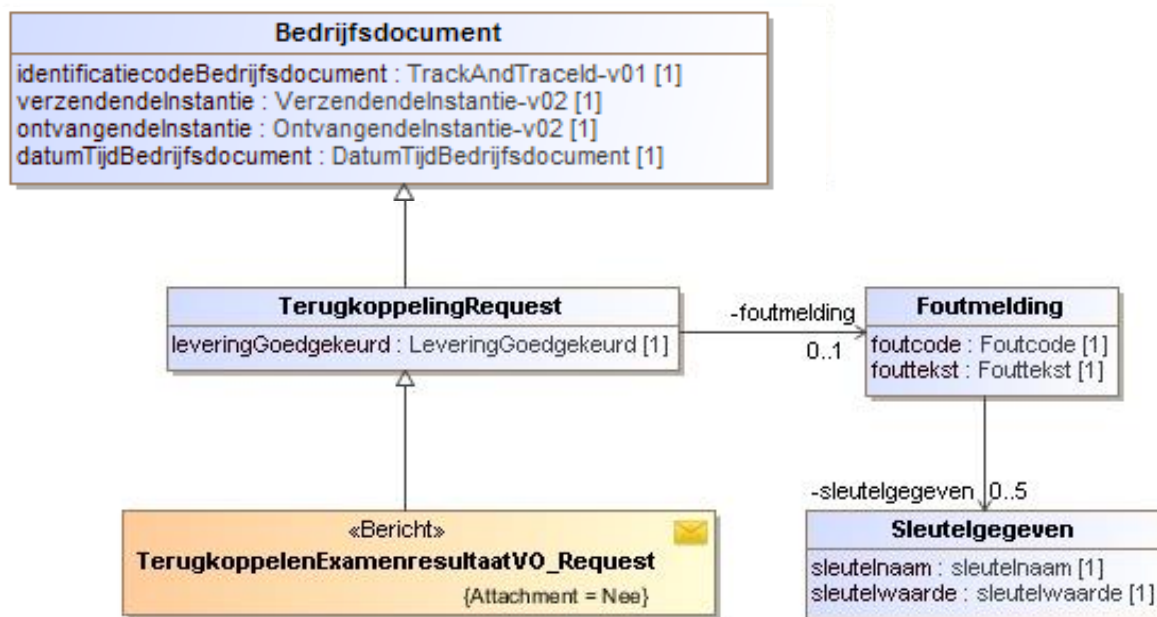 Bedrijfsdocument
identificatiecodeBedrijfsdocument : TrackAndTraceId-v01 [1]
verzendendeInstantie : VerzendendeInstantie-v02 [1]
ontvangendeInstantie : OntvangendeInstantie-v02 [1]
datumTijdBedrijfsdocument : DatumTijdBedrijfsdocument [1]
TerugkoppelingRequest
leveringGoedgekeurd : LeveringGoedgekeurd [1]
-foutmelding
0..1
Foutmelding
foutcode : Foutcode [1]
fouttekst : Fouttekst [1]
-sleutelgegeven 0..5
«Bericht»
TerugkoppelenExamenresultaatVO_Request
{Attachment = Nee}
Sleutelgegeven
sleutelnaam : sleutelnaam [1]
sleutelwaarde : sleutelwaarde [1]